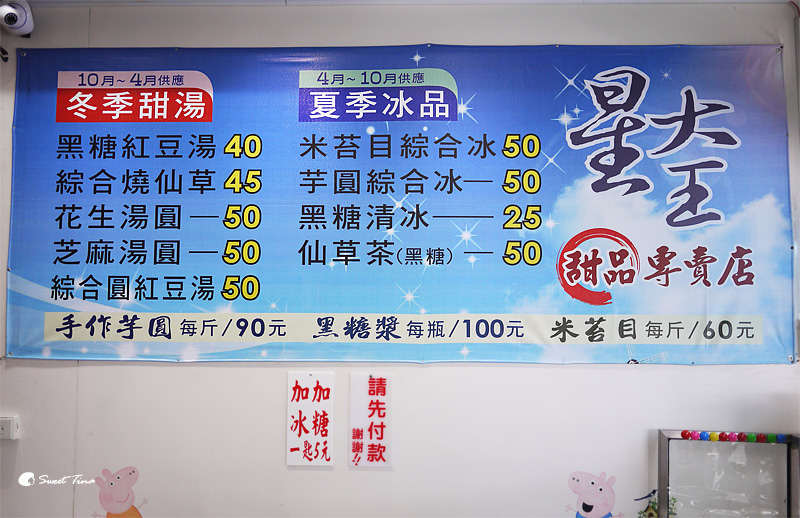 10月～4月供應
冬季甜湯
黑糖紅豆湯 40
綜合燒仙草 45
花生湯圓—50
芝麻湯圓—50
綜合圓紅豆湯 50
4月～10月供應
夏季冰品
米苔目綜合冰 50
芋圓綜合冰—50
黑糖清冰——25
仙草茶(黑糖)—50
星大王
甜品專賣店
手作芋圓 每斤/90元 黑糖漿 每瓶/100元 米苔目 每斤/60元
加冰
加糖
一匙5元
請先付款
謝謝!!
Sweet Tina